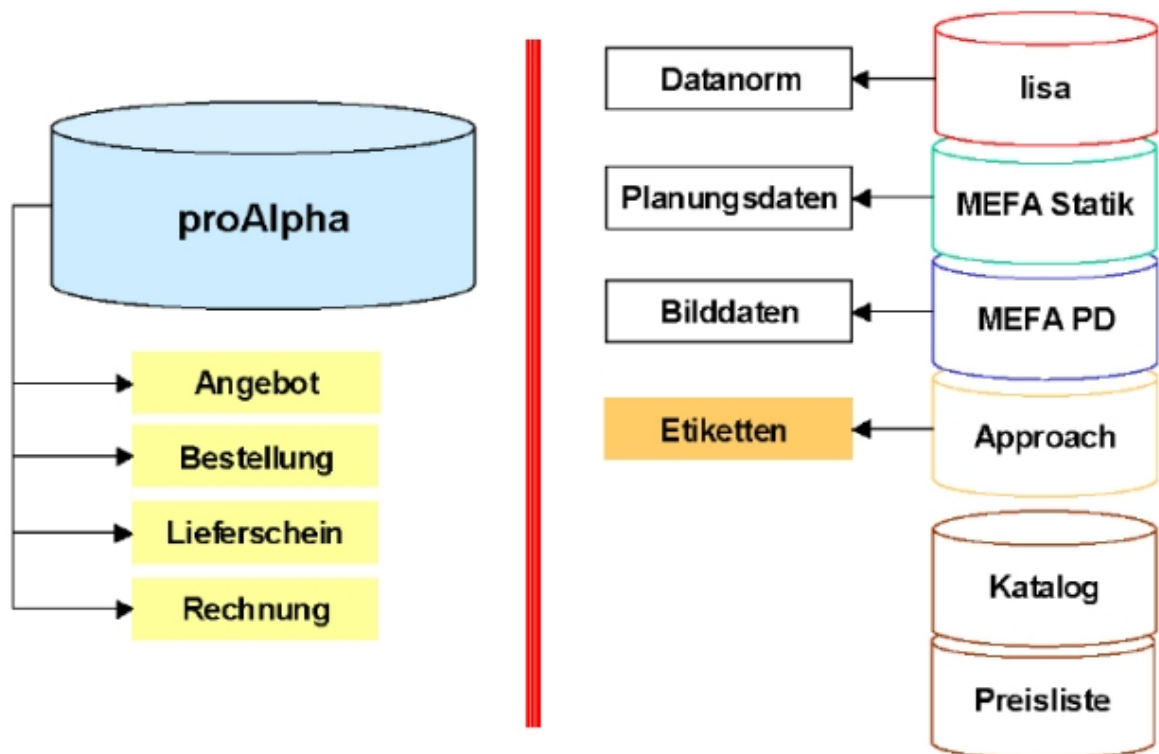 proAlpha
Angebot
Bestellung
Lieferschein
Rechnung
Datanorm
lisa
Planungsdaten
MEFA Statik
Bilddaten
MEFA PD
Etiketten
Approach
Katalog
Preisliste